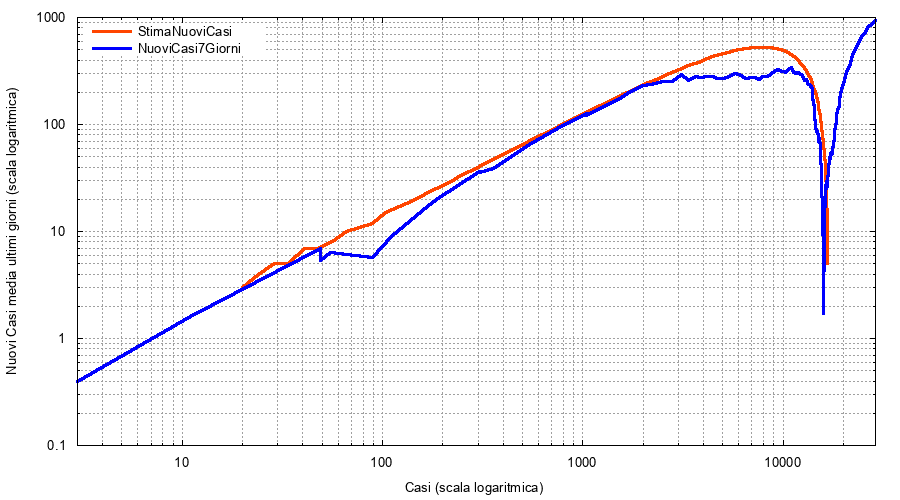 1000
100
10
1
0.1
StimaNuoviCasi
NuoviCasi7Giorni
Nuovi Casi media ultimi giorni (scala logaritmica)
10
100
1000
10000
Casi (scala logaritmica)